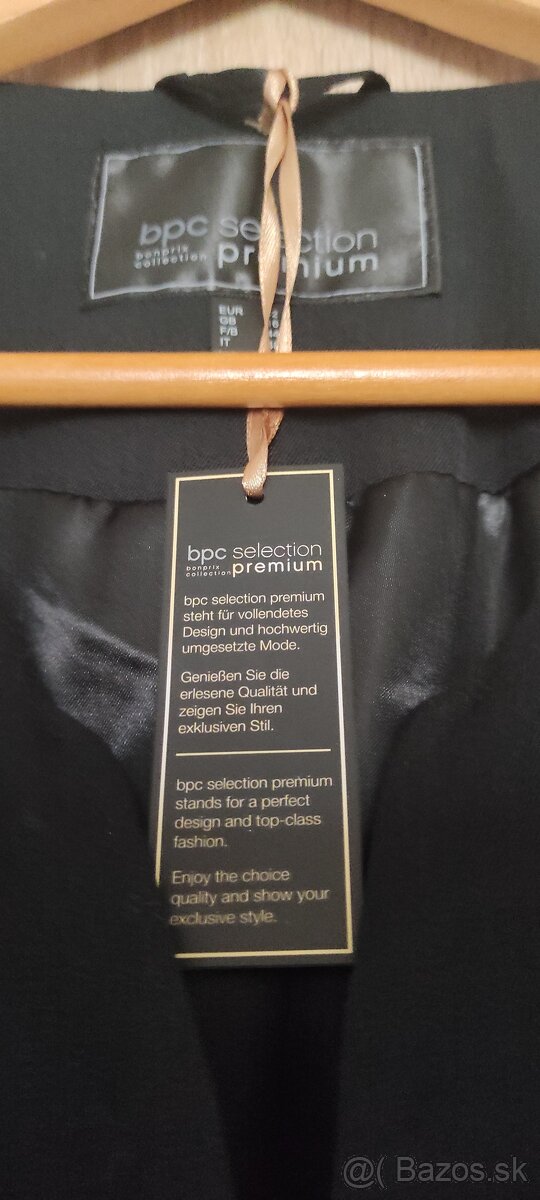 bpc selection
bonprix
collection
premium
EUR
GB
F/B
IT
bpc selection
bonprix
collection
premium
bpc selection premium
steht für vollendetes
Design und hochwertig
umgesetzte Mode.
Genießen Sie die
erlesene Qualität und
zeigen Sie Ihren
exklusiven Stil.
bpc selection premium
stands for a perfect
design and top-class
fashion.
Enjoy the choice
quality and show your
exclusive style.
@( Bazos.sk